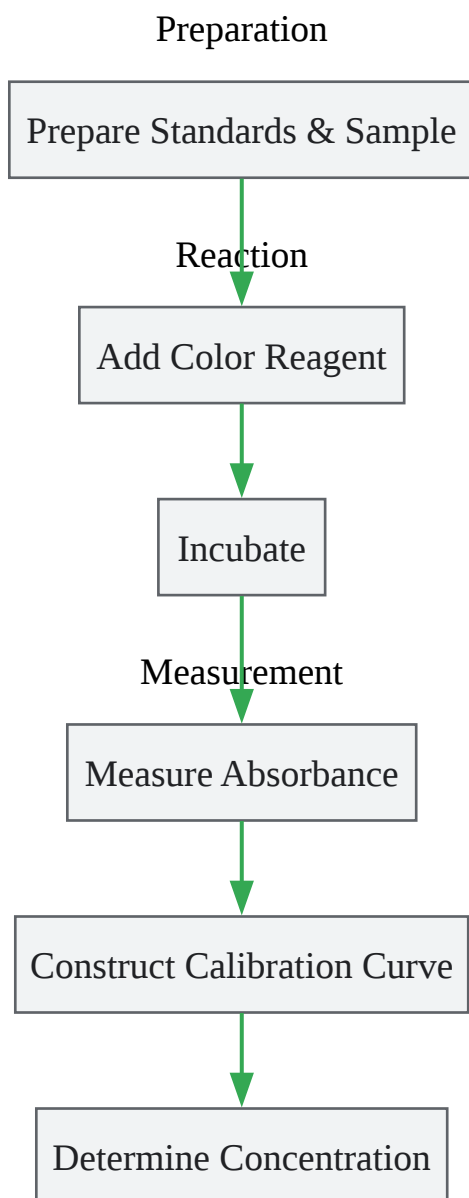 Preparation
Prepare Standards & Sample
Reaction
Add Color Reagent
Incubate
Measurement
Measure Absorbance
Construct Calibration Curve
Determine Concentration